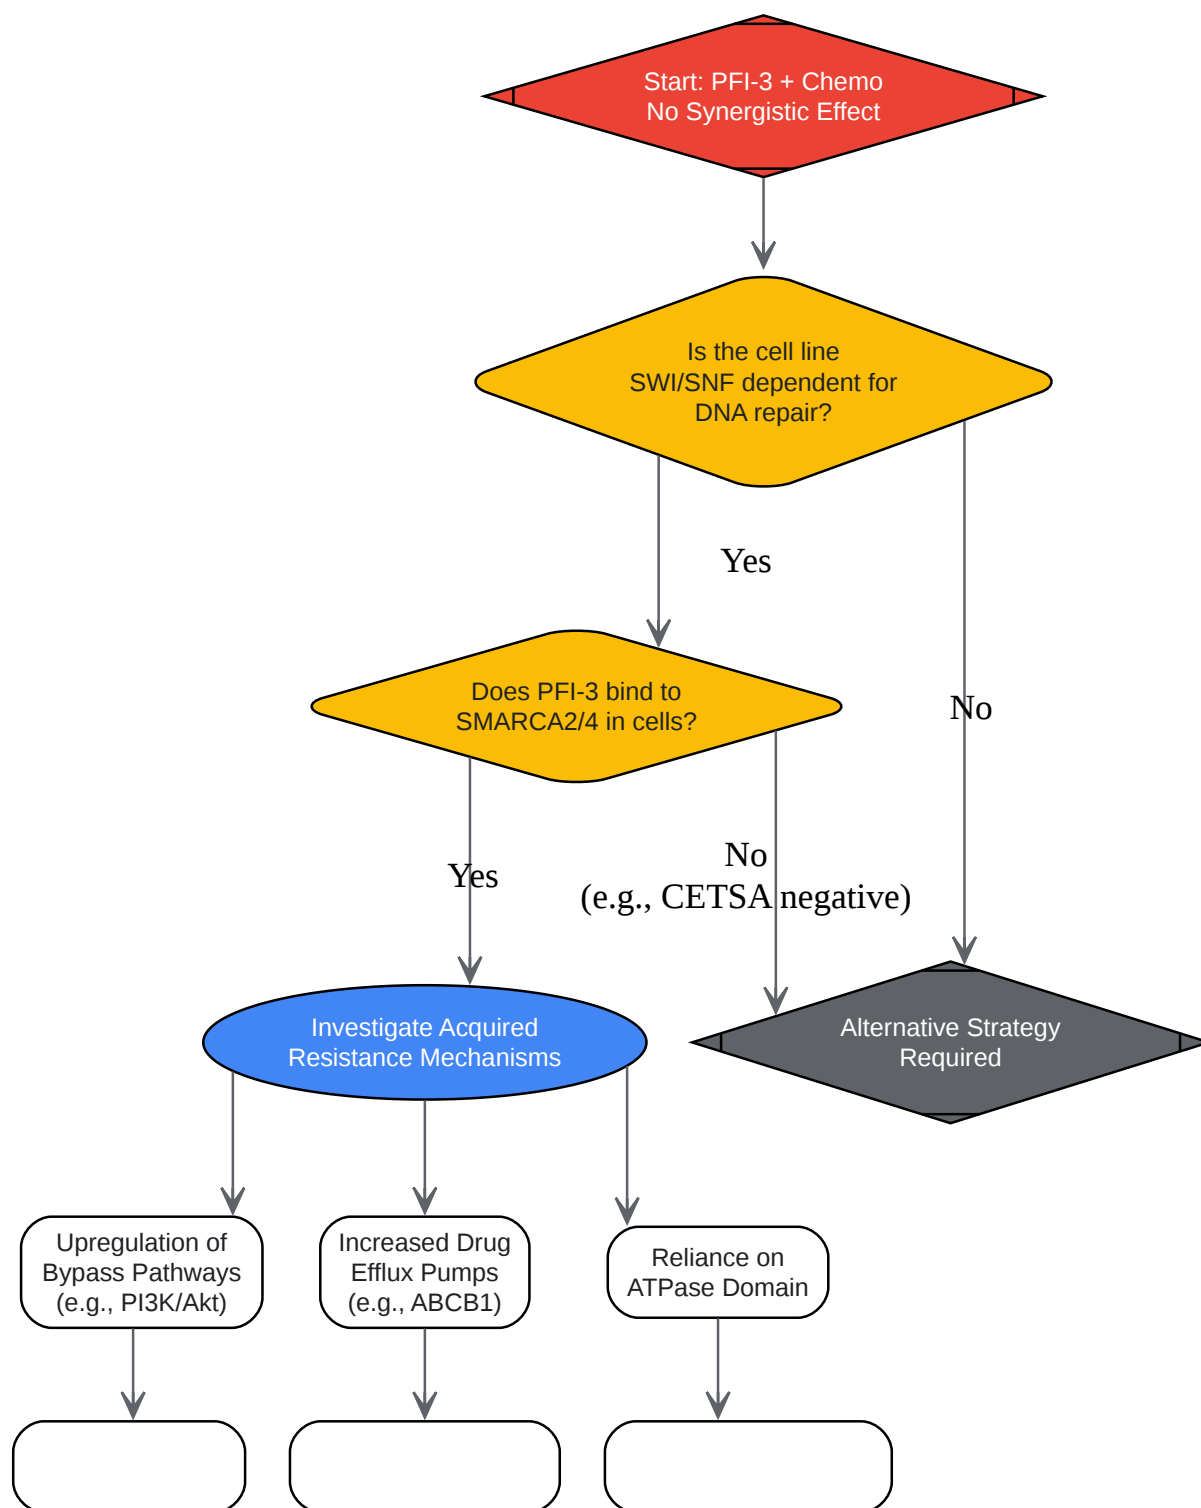 Start: PFI-3 + Chemo
No Synergistic Effect
Is the cell line
SWI/SNF dependent for
DNA repair?
Yes
No
Does PFI-3 bind to
SMARCA2/4 in cells?
Yes
No
(e.g., CETSA negative)
Investigate Acquired
Resistance Mechanisms
Alternative Strategy
Required
Upregulation of
Bypass Pathways
(e.g., PI3K/Akt)
Increased Drug
Efflux Pumps
(e.g., ABCB1)
Reliance on
ATPase Domain